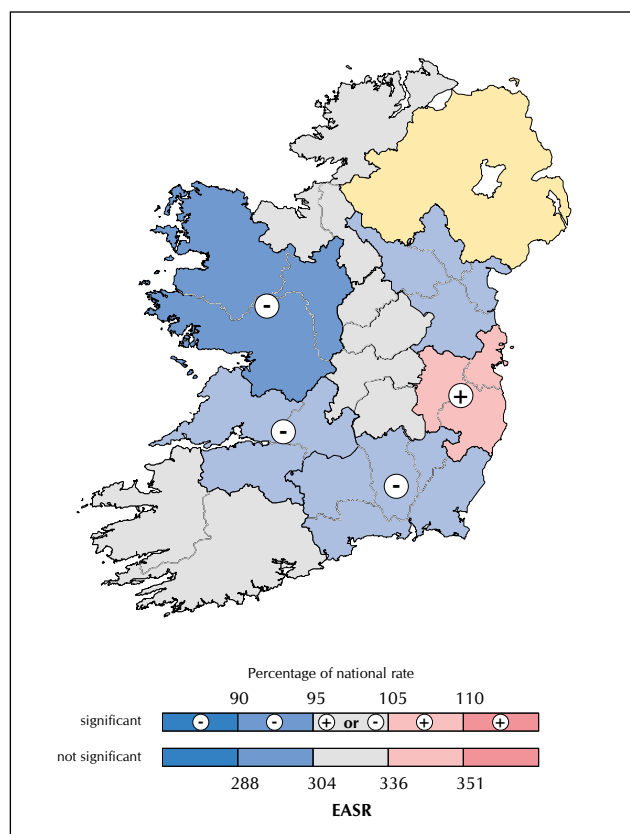 -
+
-
-
Percentage of national rate
90 95 105 110
significant - - + or - + +
not significant
288 304 336 351
EASR